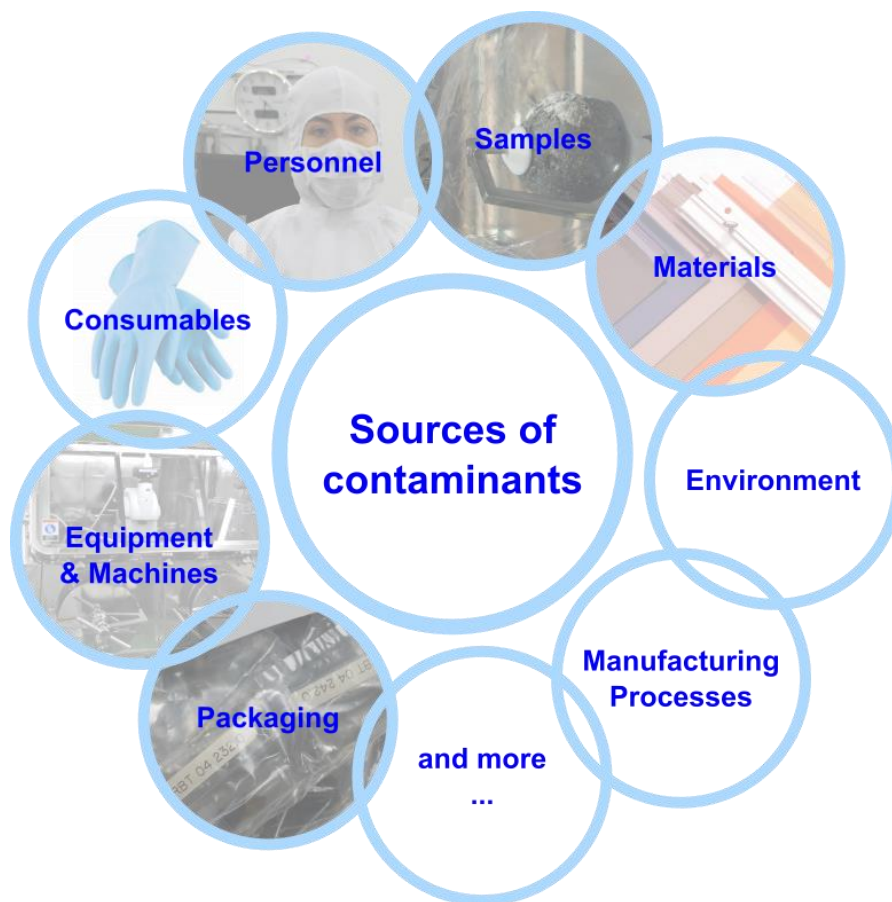 Sources of
contaminants
Personnel
Samples
Materials
Environment
Manufacturing
Processes
and more
...
Packaging
Equipment
& Machines
Consumables